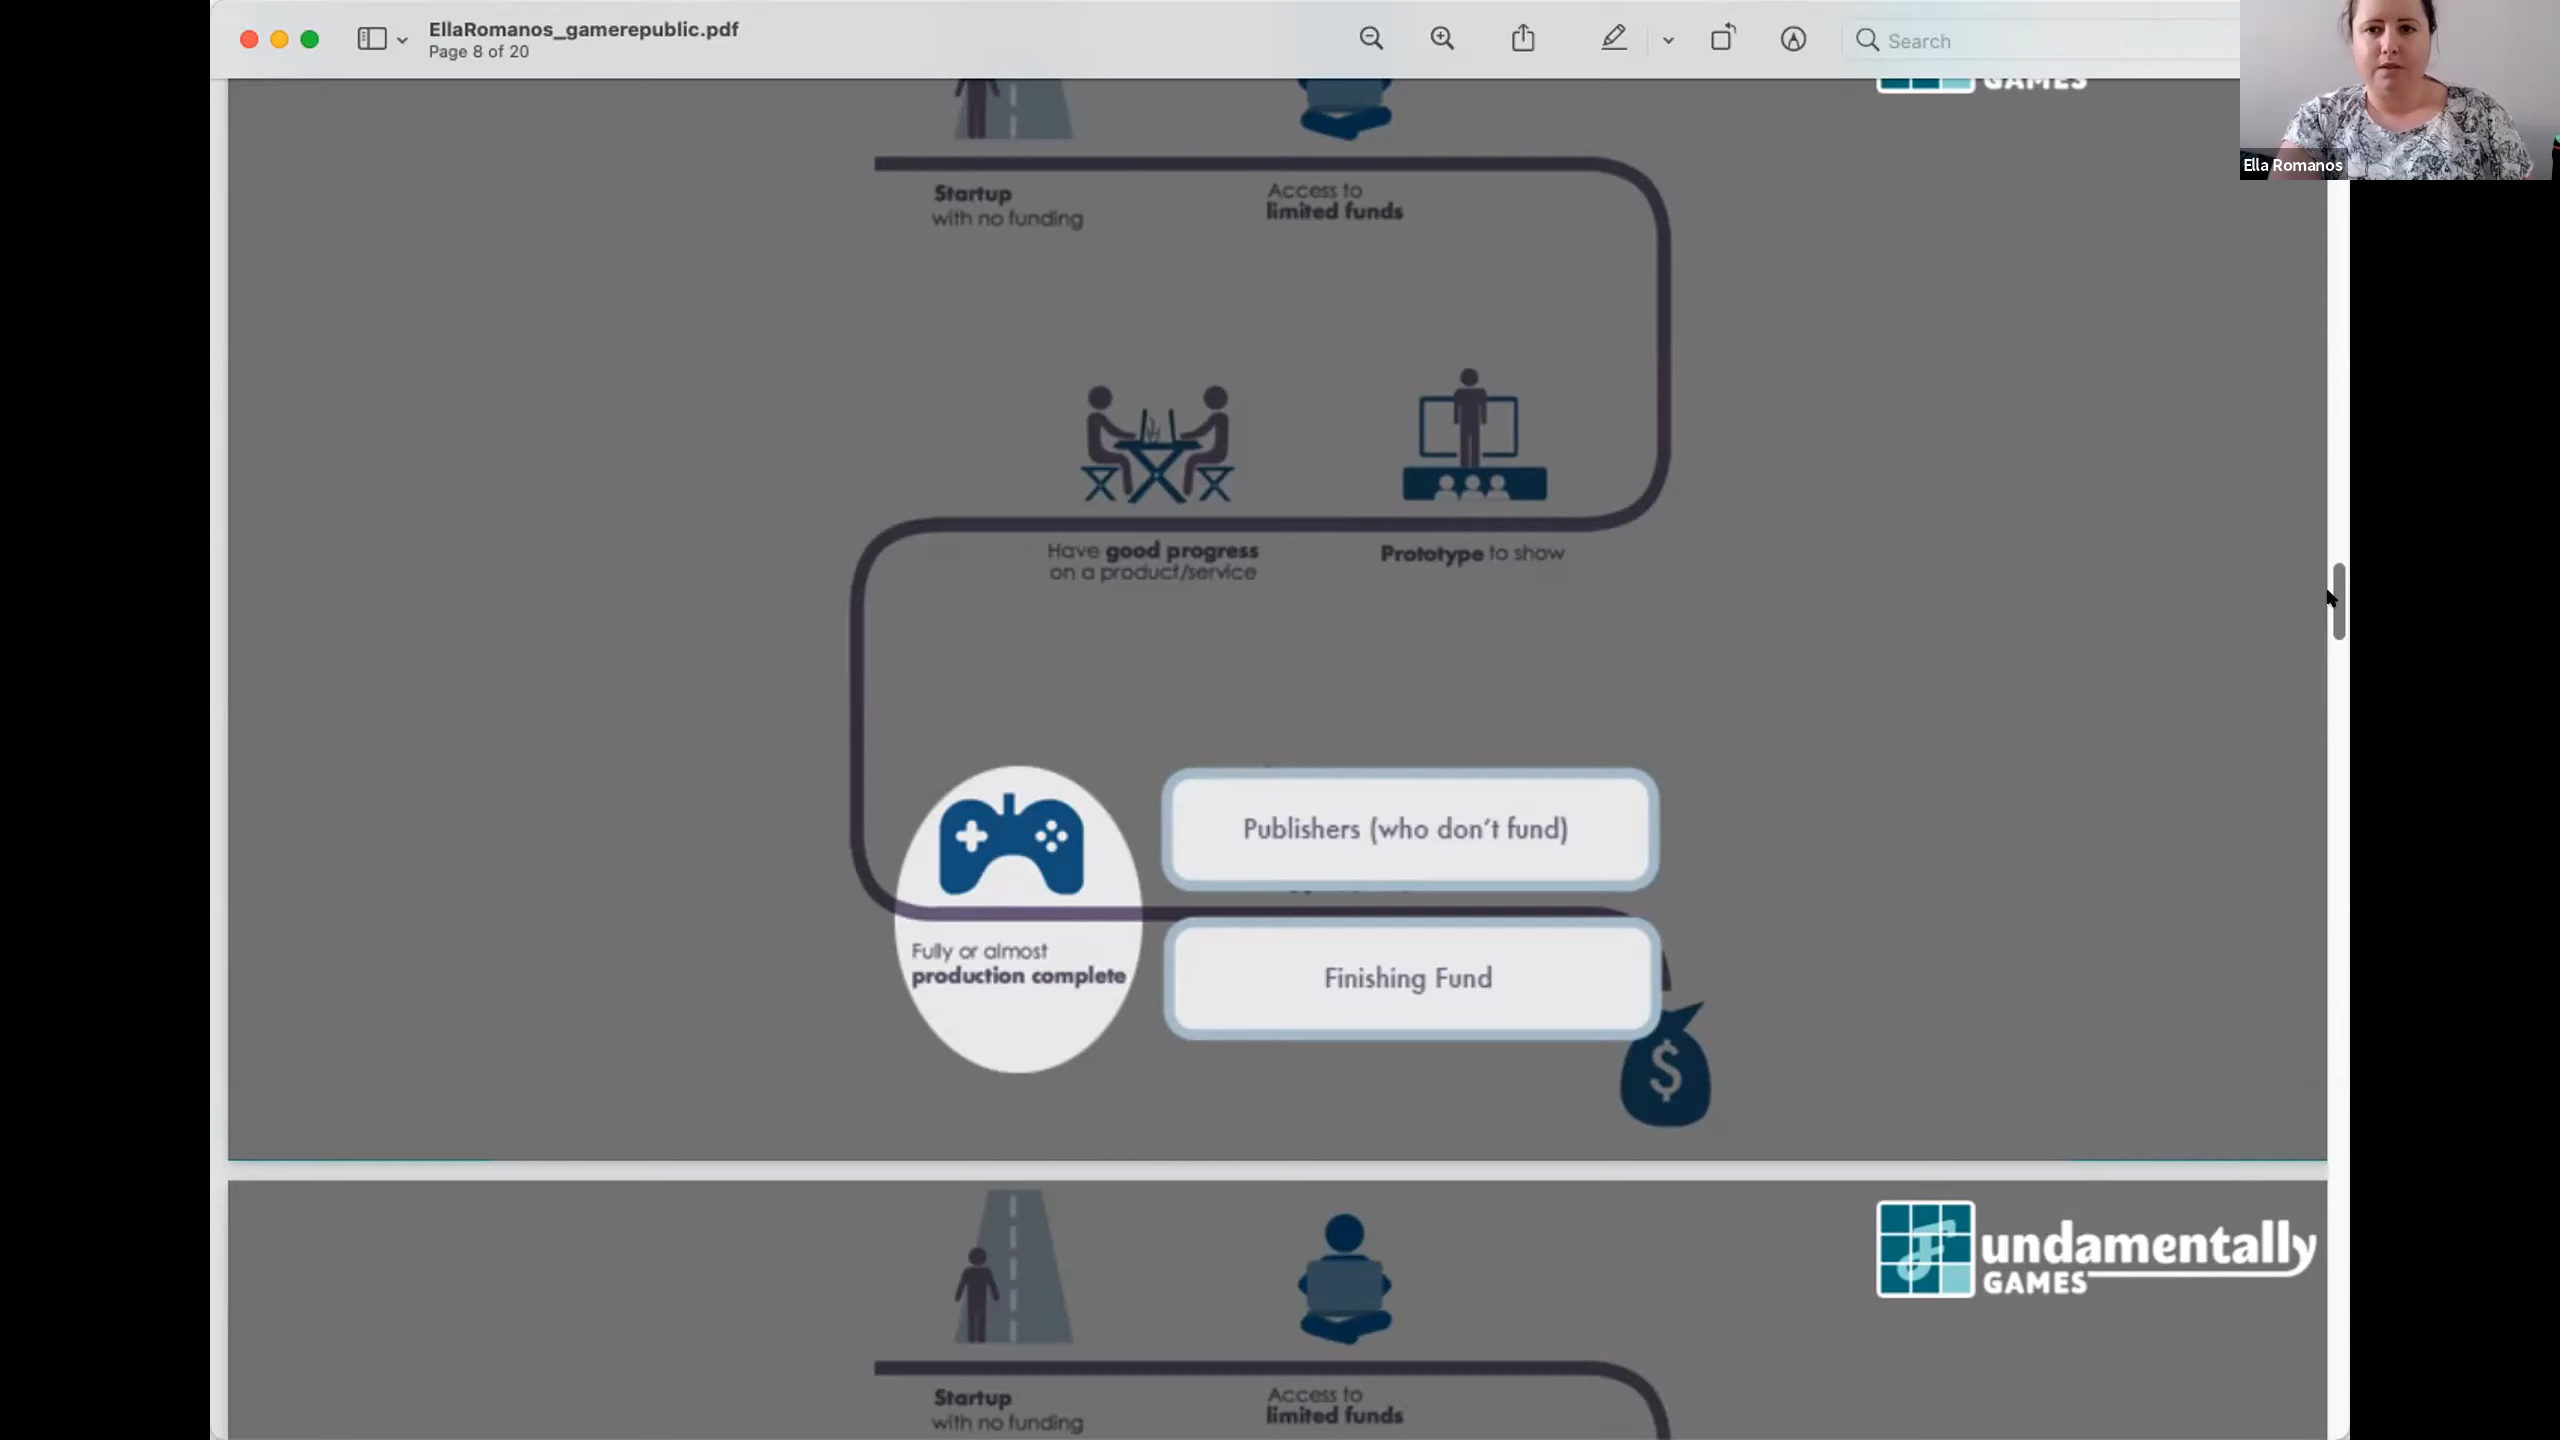 EllaRomanos_gamerepublic.pdf
Page 8 of 20
Search
Ella Romanos
GAMES
Startup
with no funding
Access to
limited funds
Have good progress
on a product/service
Prototype to show
Publishers (who don't fund)
Fully or almost
production complete
Finishing Fund
$
Fundamentally
GAMES
Startup
with no funding
Access to
limited funds